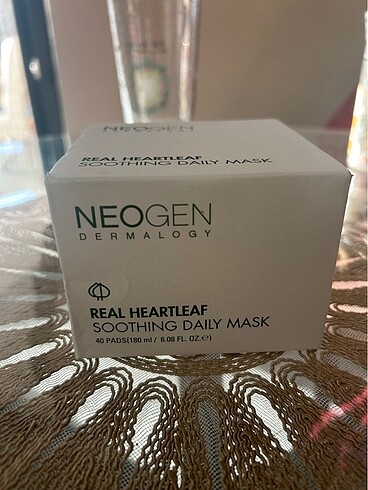 NEOGEN
REAL HEARTLEAF
SOOTHING DAILY MASK
NEOGEN
DERMALOGY
REAL HEARTLEAF
SOOTHING DAILY MASK
40 PADS(180 ml / 6.08 FL. OZ.℮)